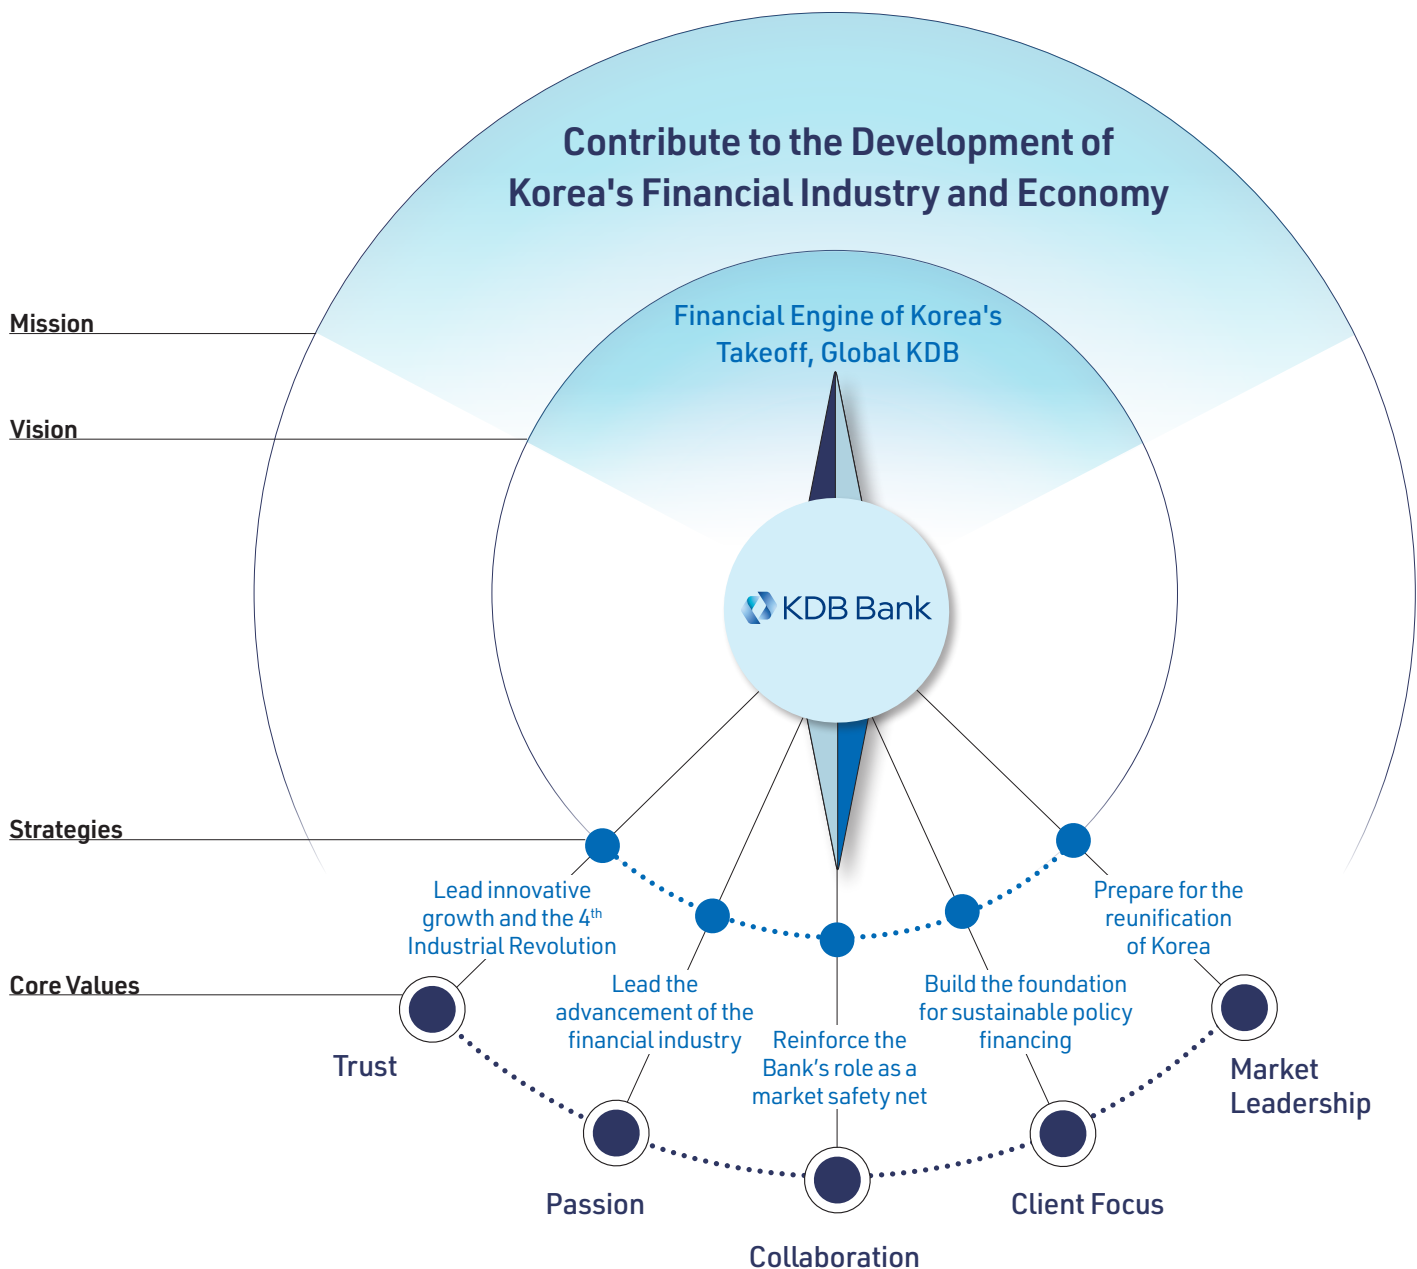 Contribute to the Development of
Korea's Financial Industry and Economy
Mission
Financial Engine of Korea's
Takeoff, Global KDB
Vision
KDB Bank
Strategies
Lead innovative
growth and the 4th
Industrial Revolution
Lead the
advancement of the
financial industry
Reinforce the
Bank’s role as a
market safety net
Build the foundation
for sustainable policy
financing
Prepare for the
reunification
of Korea
Core Values
Trust
Passion
Collaboration
Client Focus
Market
Leadership